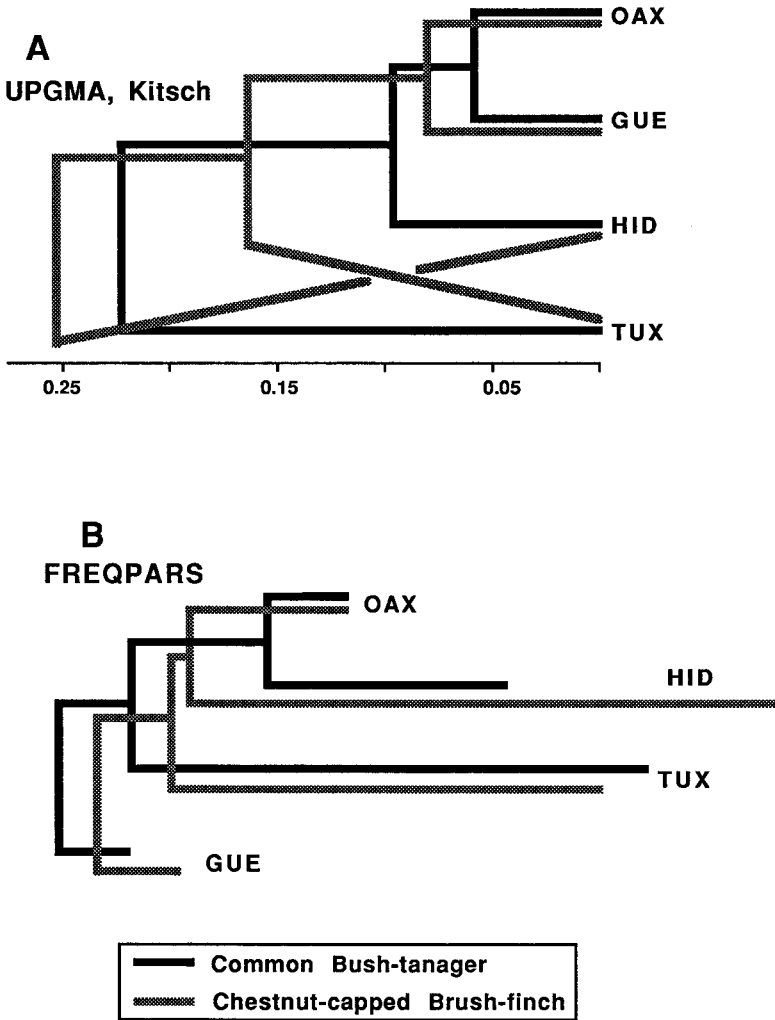 A
UPGMA, Kitsch
OAX
GUE
HID
TUX
0.25 0.15 0.05
B
FREQPARS
OAX
HID
TUX
GUE
Common Bush-tanager
Chestnut-capped Brush-finch